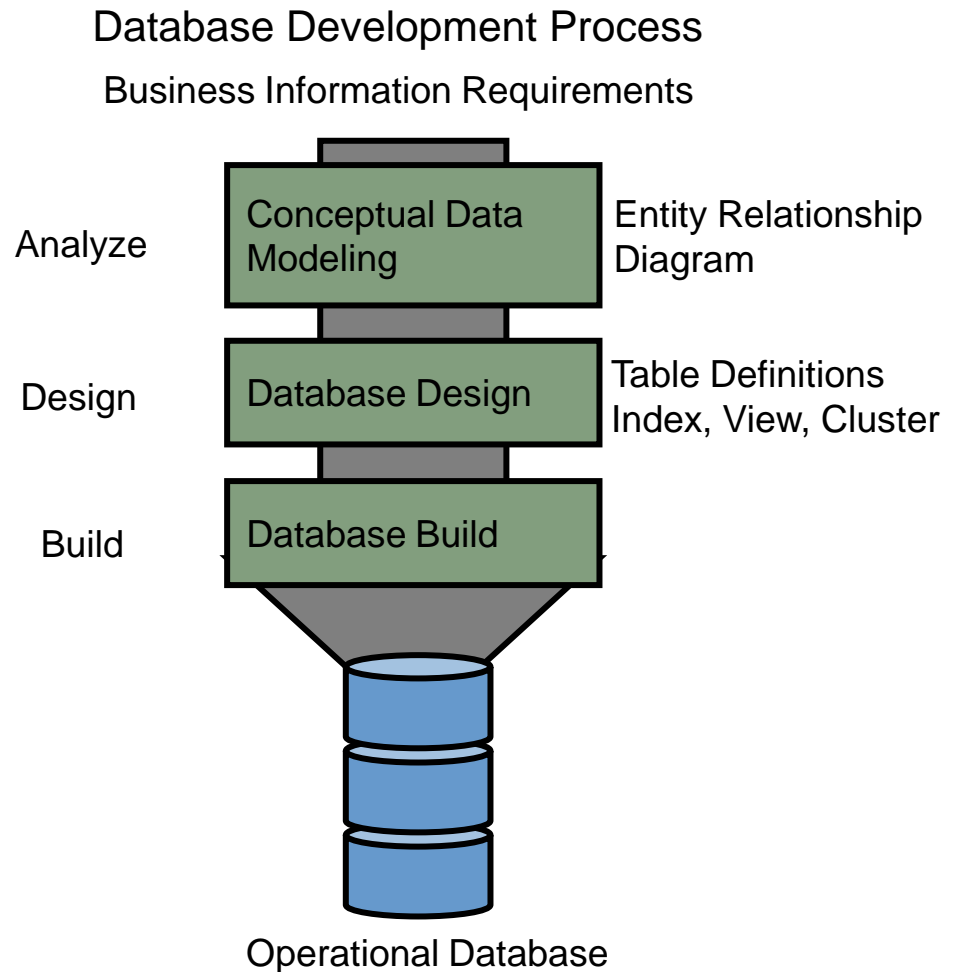 Database Development Process
Business Information Requirements
Analyze
Conceptual Data
Modeling
Entity Relationship
Diagram
Design
Database Design
Table Definitions
Index, View, Cluster
Build
Database Build
Operational Database